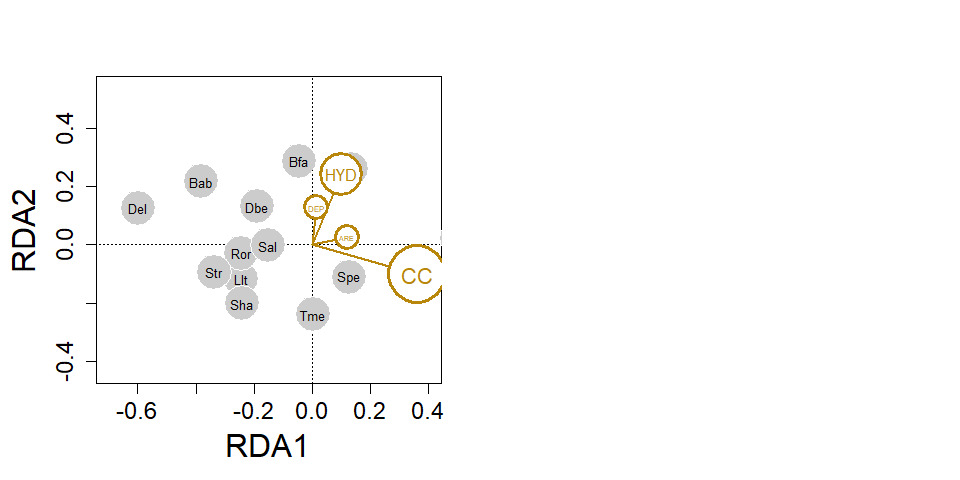 0.4
0.2
0.0
-0.4
RDA2
Bfa
HYD
Bab
Del
Dbe
DEP
ARE
Sal
Ror
Str
Llt
Spe
CC
Sha
Tme
-0.6
-0.2
0.0
0.2
0.4
RDA1